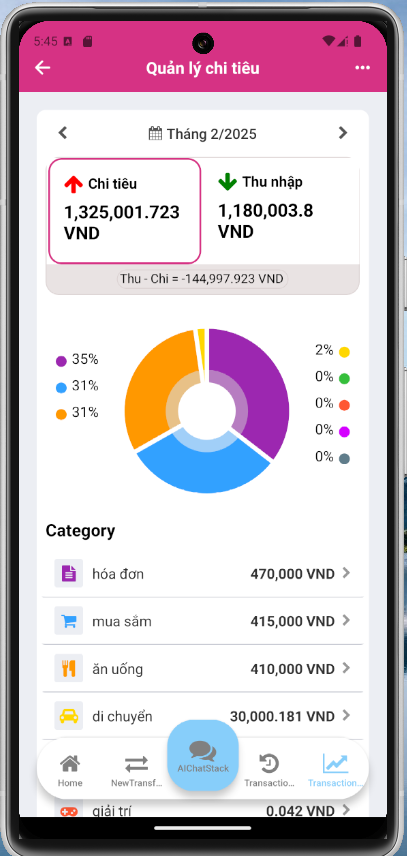 5:45
Quản lý chi tiêu
Tháng 2/2025
Chi tiêu
1,325,001.723
VND
Thu nhập
1,180,003.8
VND
Thu - Chi = -144,997.923 VND
35%
31%
31%
2%
0%
0%
0%
0%
Category
hóa đơn 470,000 VND
mua sắm 415,000 VND
ăn uống 410,000 VND
di chuyển 30,000.181 VND
Home
NewTransf...
AIChatStack
Transactio...
Transaction...
giải trí 0.042 VND